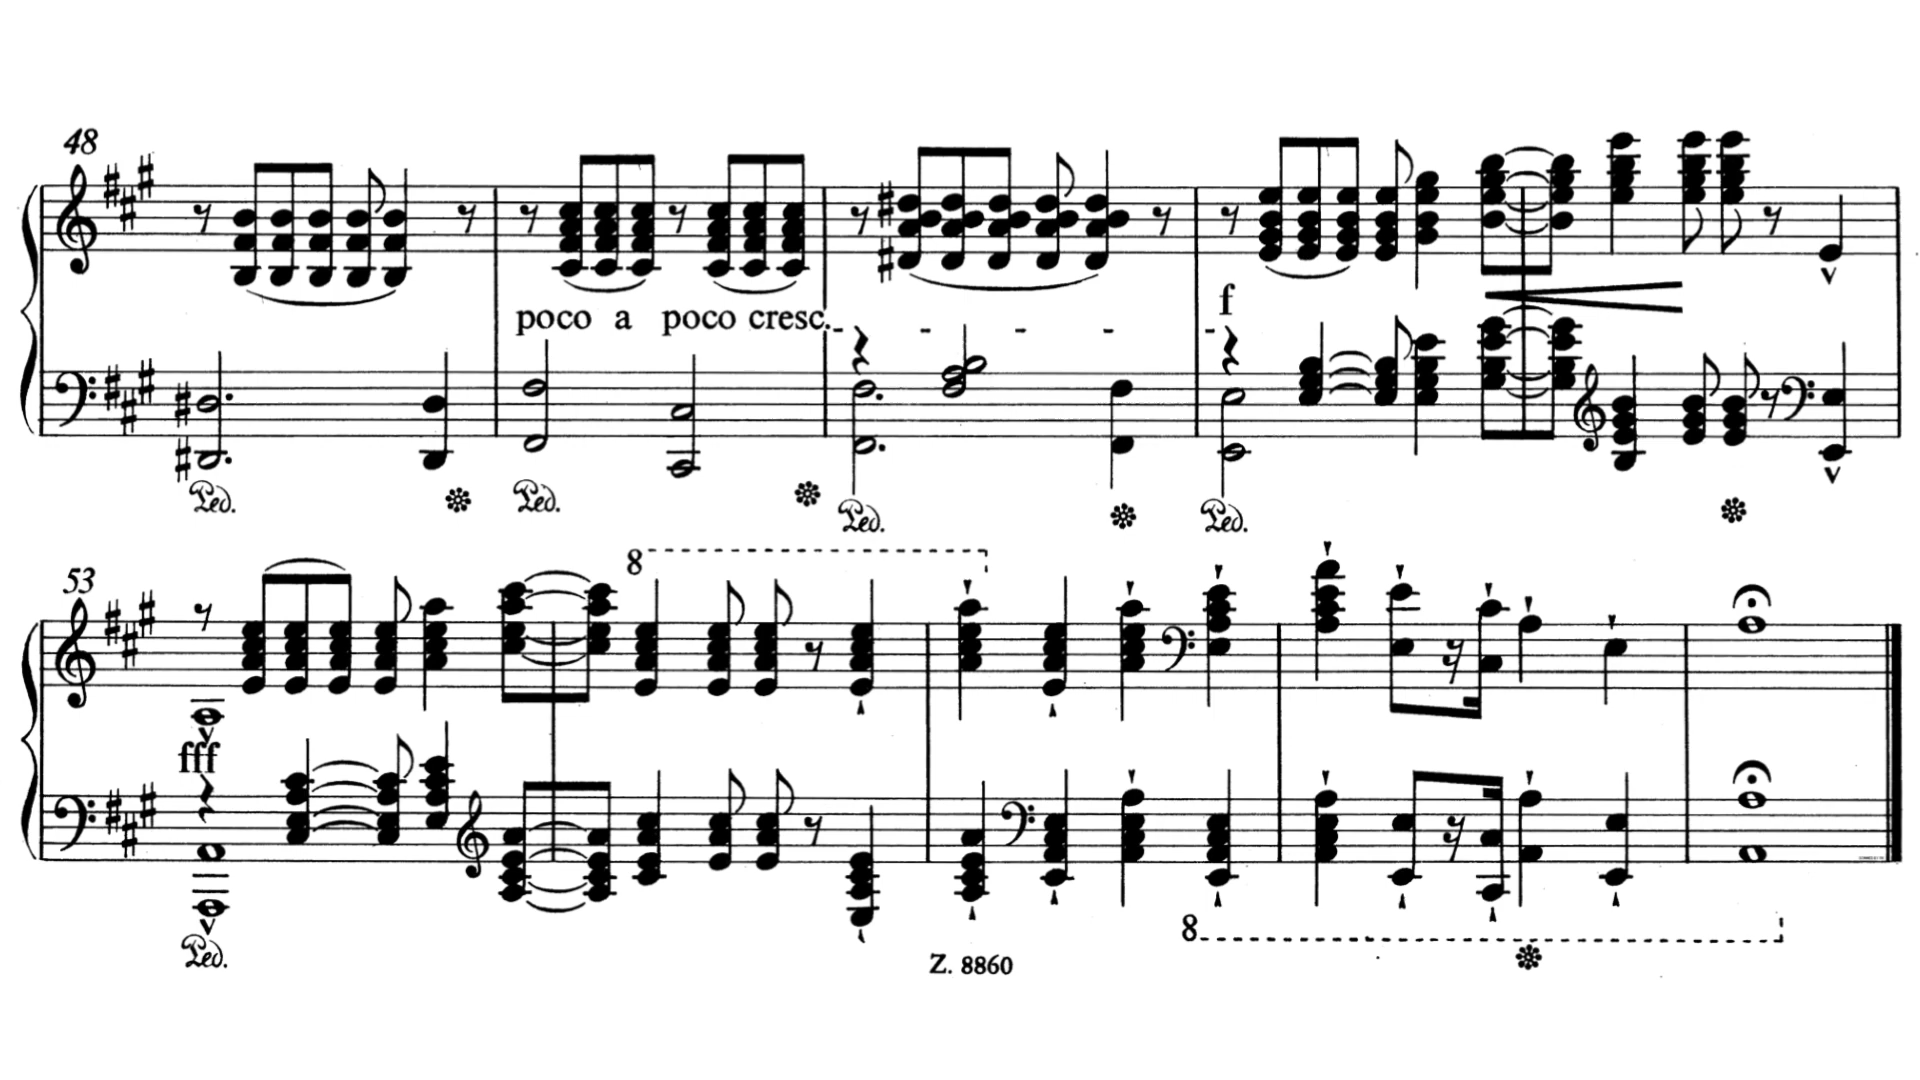 48
poco a poco cresc.
f
Ped. Ped. Ped. Ped.
53
8
fff
Ped.
8
Z. 8860